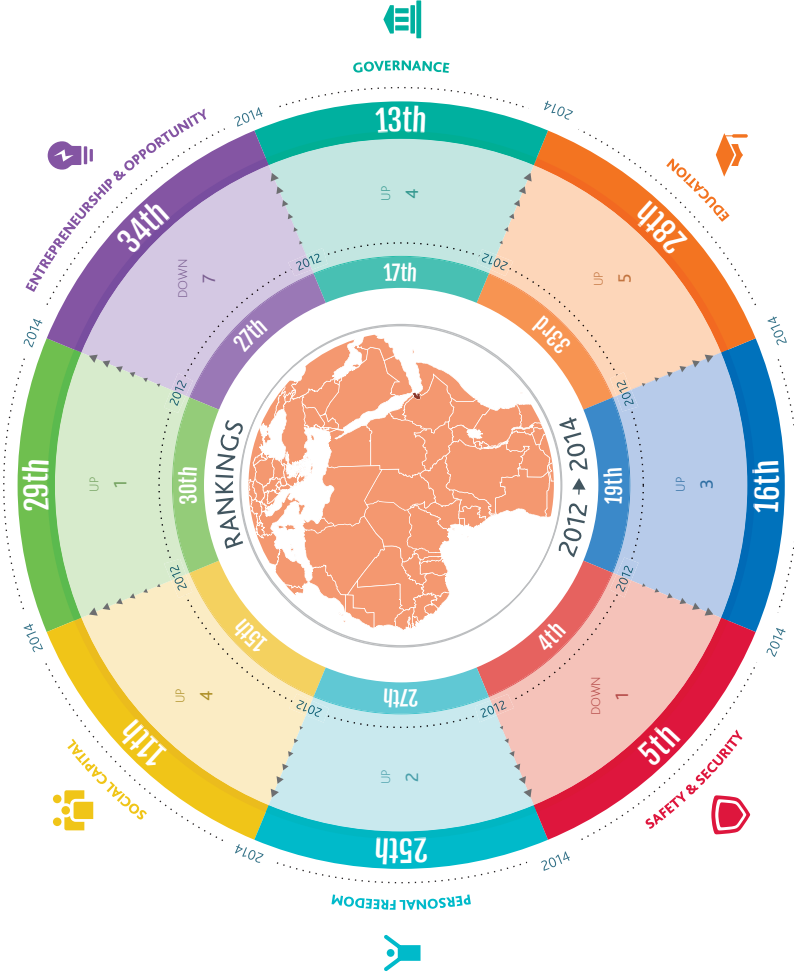 GOVERNANCE
2014
2014
13th
UP
4
2012
2012
17th
EDUCATION
28th
UP
5
33rd
2014
2012
16th
UP
3
19th
2014
2012
SAFETY & SECURITY
5th
DOWN
1
4th
2014
2012
PERSONAL FREEDOM
25th
UP
2
27th
2014
2012
SOCIAL CAPITAL
11th
UP
4
15th
2014
2012
29th
UP
1
30th
2014
2012
ENTREPRENEURSHIP & OPPORTUNITY
34th
DOWN
7
27th
RANKINGS
2012 ▸ 2014